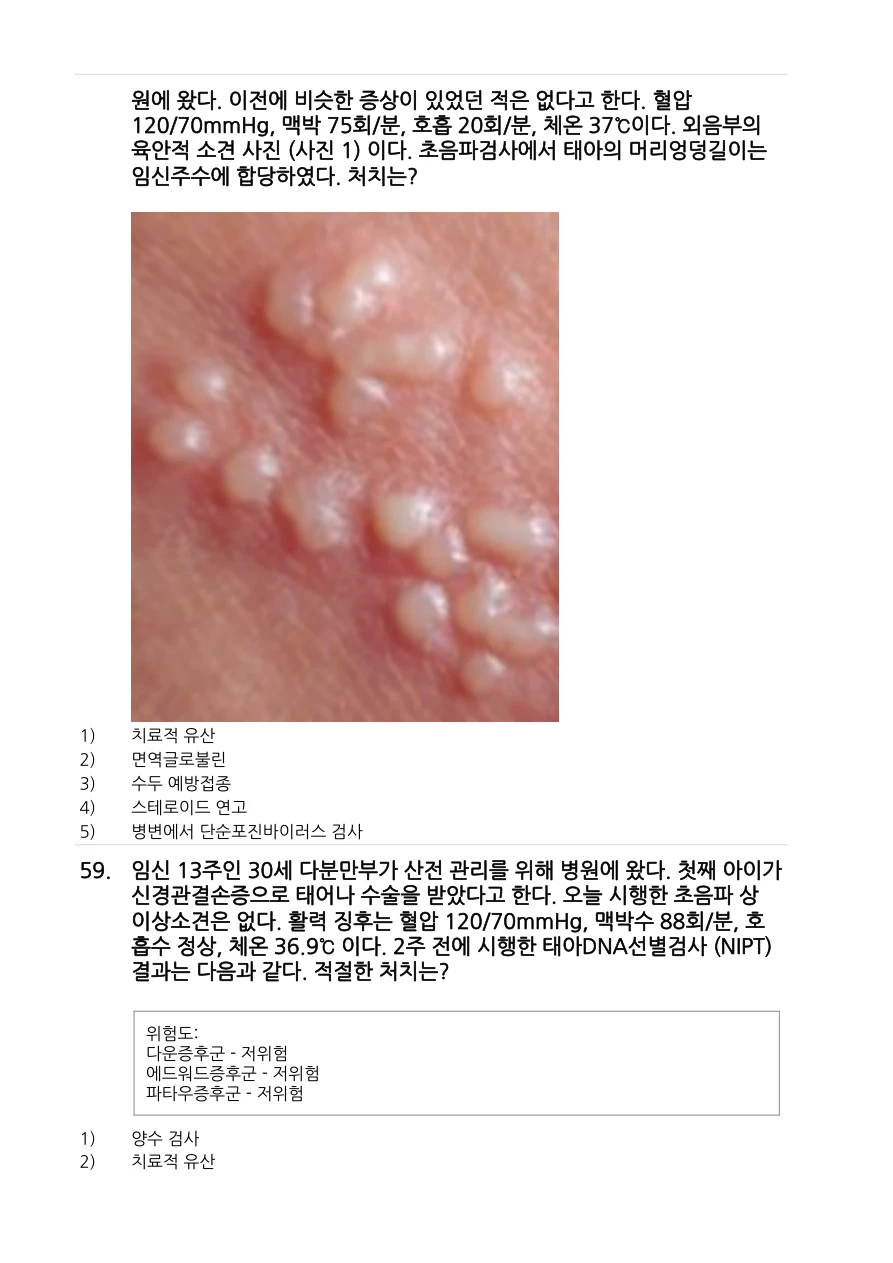 원에 왔다. 이전에 비슷한 증상이 있었던 적은 없다고 한다. 혈압
120/70mmHg, 맥박 75회/분, 호흡 20회/분, 체온 37℃이다. 외음부의
육안적 소견 사진 (사진 1) 이다. 초음파검사에서 태아의 머리엉덩길이는
임신주수에 합당하였다. 처치는?
1) 치료적 유산
2) 면역글로불린
3) 수두 예방접종
4) 스테로이드 연고
5) 병변에서 단순포진바이러스 검사
59. 임신 13주인 30세 다분만부가 산전 관리를 위해 병원에 왔다. 첫째 아이가
신경관결손증으로 태어나 수술을 받았다고 한다. 오늘 시행한 초음파 상
이상소견은 없다. 활력 징후는 혈압 120/70mmHg, 맥박수 88회/분, 호
흡수 정상, 체온 36.9℃ 이다. 2주 전에 시행한 태아DNA선별검사 (NIPT)
결과는 다음과 같다. 적절한 처치는?
위험도:
다운증후군 - 저위험
에드워드증후군 - 저위험
파타우증후군 - 저위험
1) 양수 검사
2) 치료적 유산